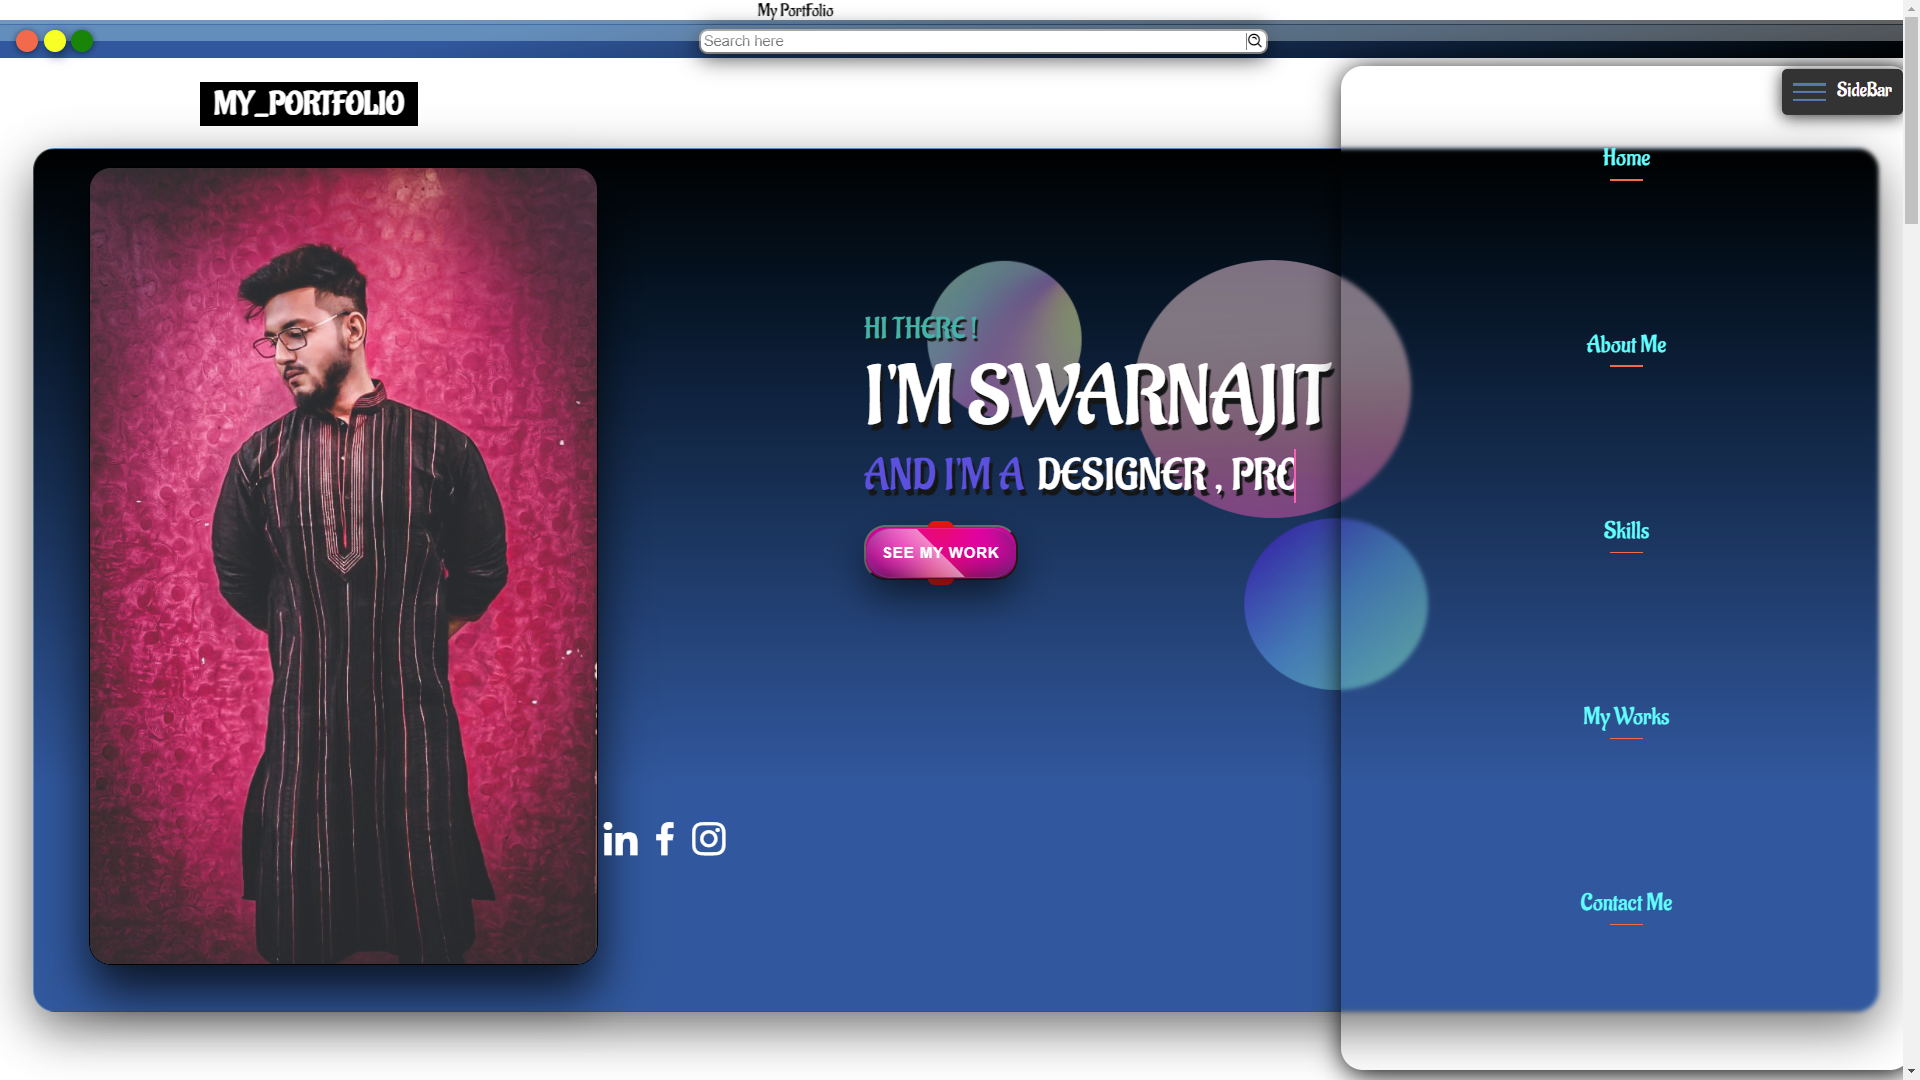 My PortFolio
Search here
SideBar
MY_PORTFOLIO
Home
About Me
HI THERE !
I'M SWARNAJIT
AND I'M A DESIGNER , PRO
SEE MY WORK
Skills
My Works
Contact Me